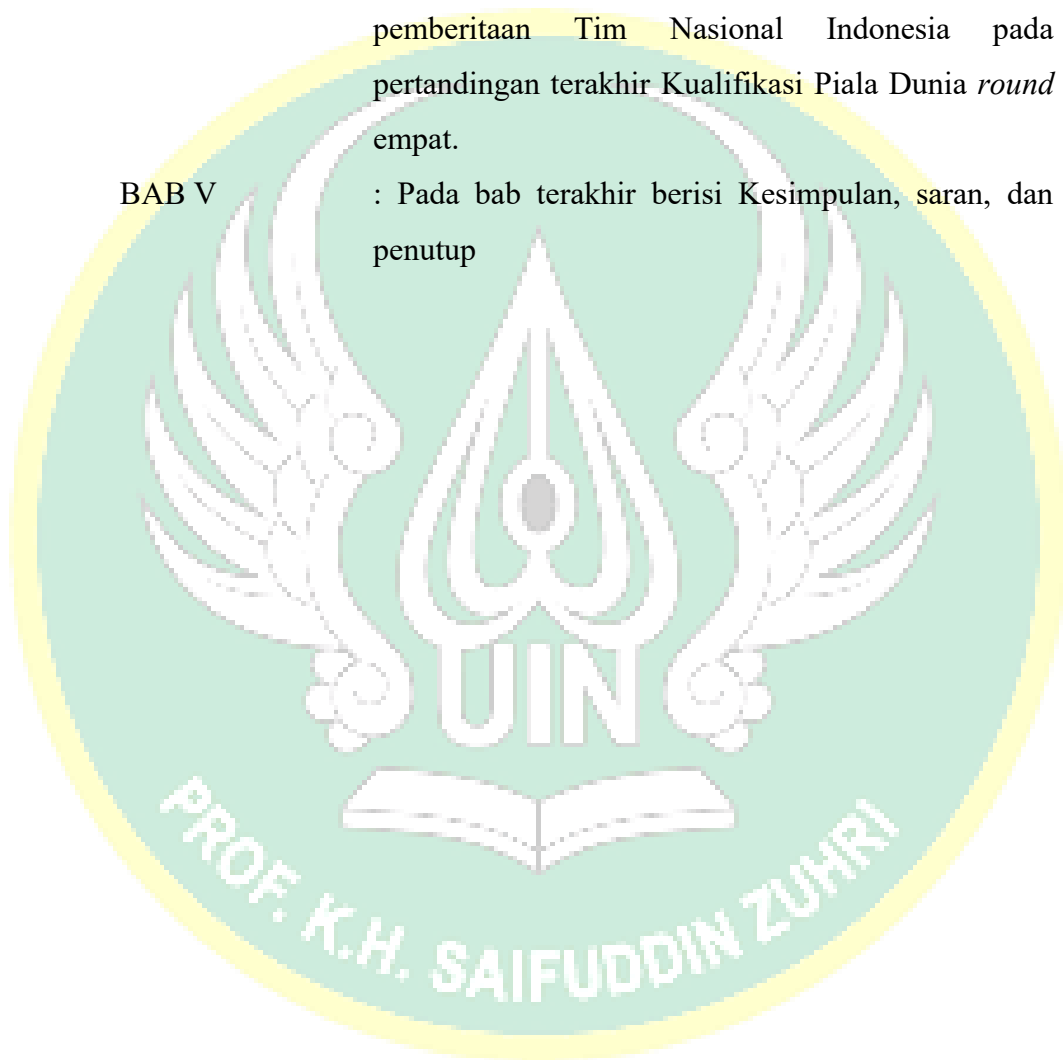 pemberitaan Tim Nasional Indonesia pada
pertandingan terakhir Kualifikasi Piala Dunia round
empat.
BAB V : Pada bab terakhir berisi Kesimpulan, saran, dan
penutup
UIN
PROF. K.H. SAIFUDDIN ZUHRI